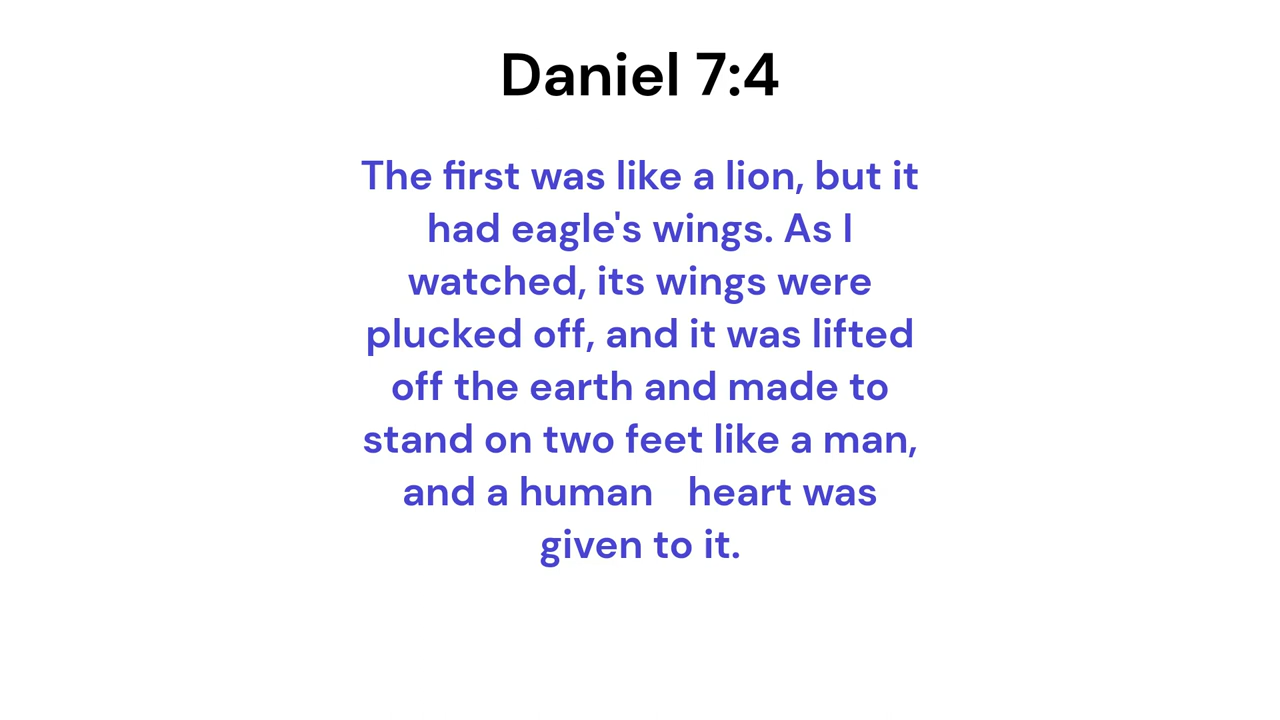 Daniel 7:4
The first was like a lion, but it
had eagle's wings. As I
watched, its wings were
plucked off, and it was lifted
off the earth and made to
stand on two feet like a man,
and a human   heart was
given to it.